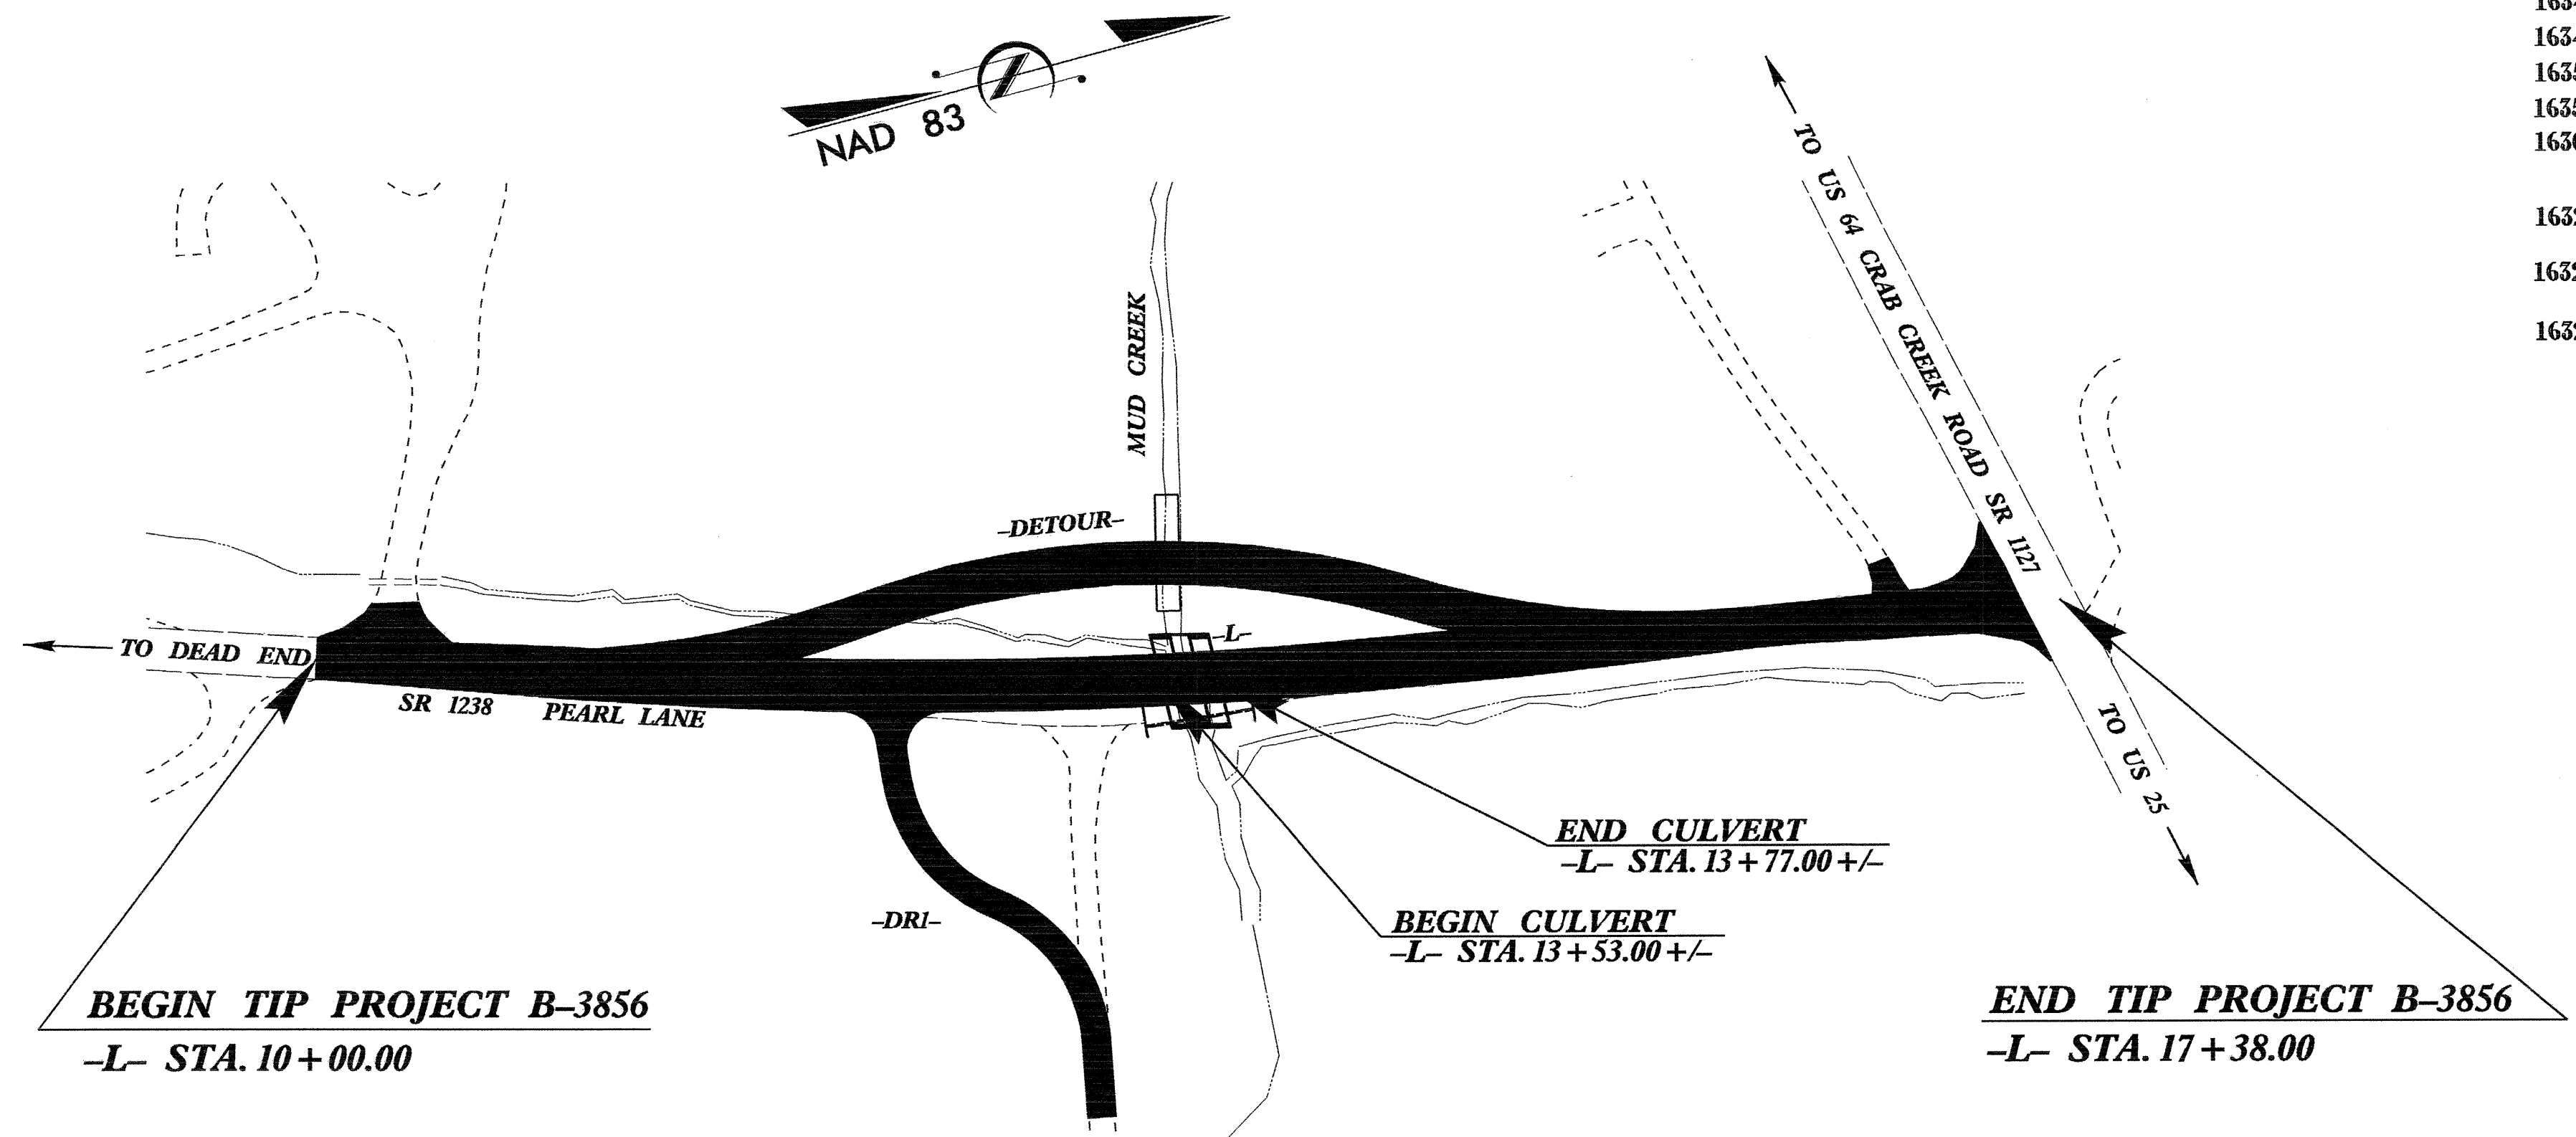 NAD 83
TO US 64 CRAB CREEK ROAD SR 1127
MUD CREEK
–DETOUR–
–L–
TO DEAD END
SR 1238 PEARL LANE
TO US 25
END CULVERT
–L– STA. 13+77.00 +/–
–DR1–
BEGIN CULVERT
–L– STA. 13+53.00 +/–
BEGIN TIP PROJECT B–3856
–L– STA. 10+00.00
END TIP PROJECT B–3856
–L– STA. 17+38.00